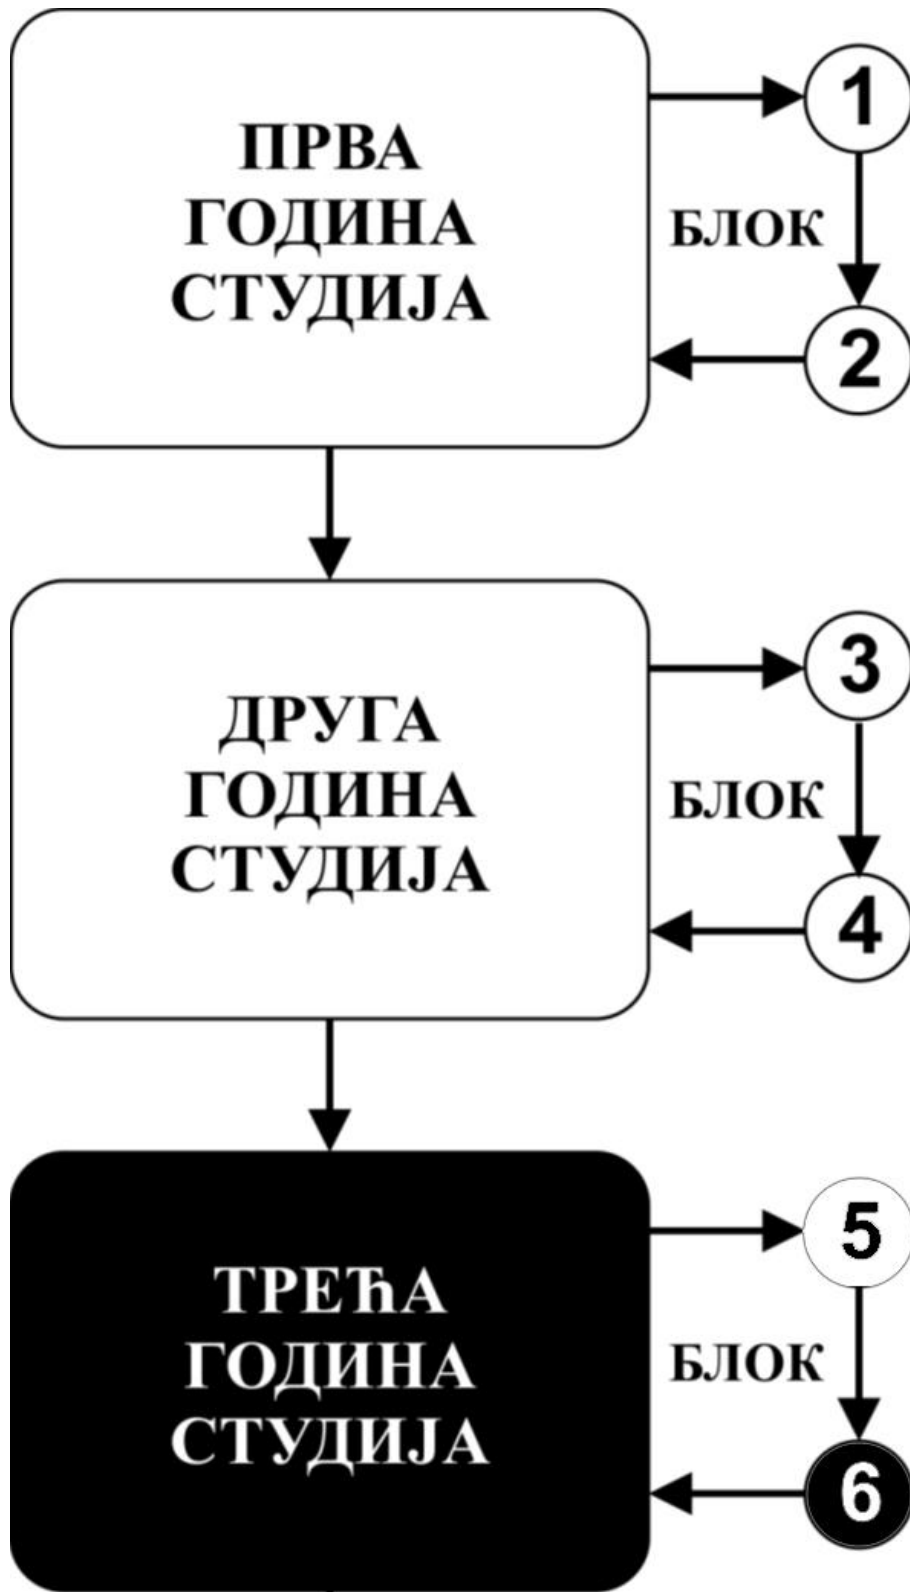 ПРВА
ГОДИНА
СТУДИЈА
1
БЛОК
2
ДРУГА
ГОДИНА
СТУДИЈА
3
БЛОК
4
ТРЕЋА
ГОДИНА
СТУДИЈА
5
БЛОК
6